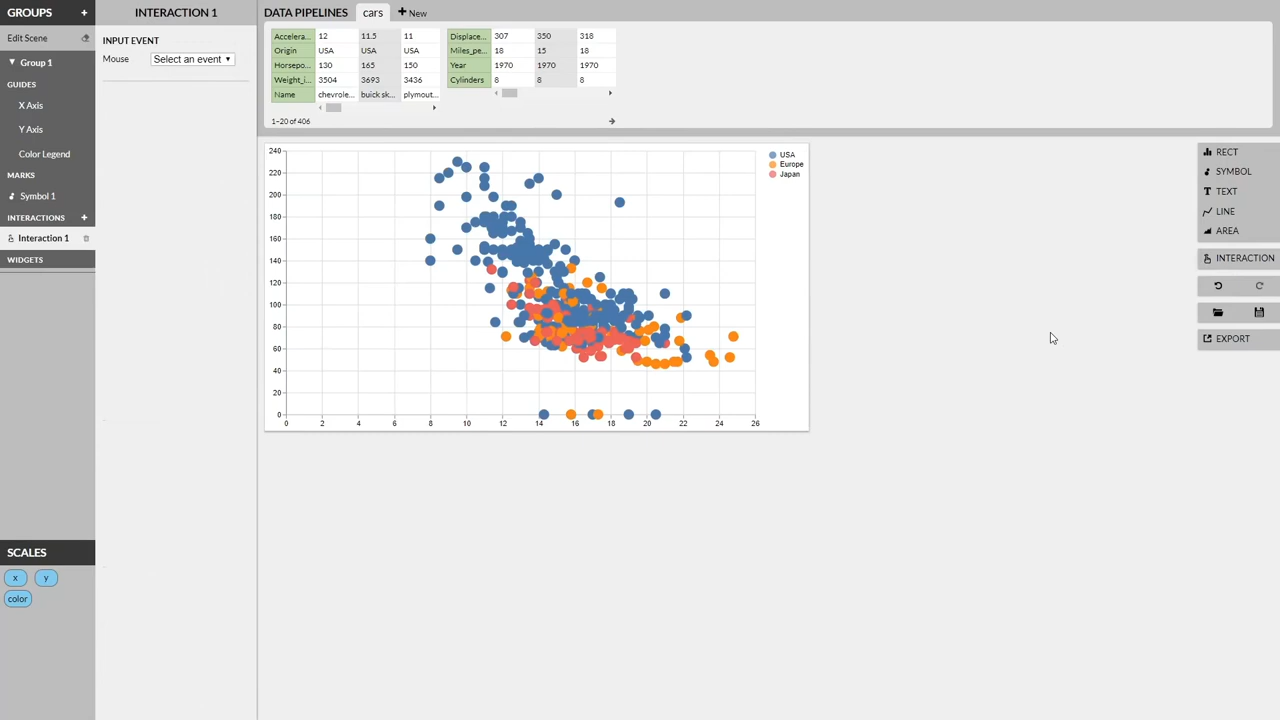 GROUPS +
Edit Scene
▼ Group 1
GUIDES
X Axis
Y Axis
Color Legend
MARKS
Symbol 1
INTERACTIONS +
Interaction 1
WIDGETS
SCALES
x y
color
INTERACTION 1
INPUT EVENT
Mouse Select an event ▼
DATA PIPELINES cars + New
Accelera... 12 11.5 11
Origin USA USA USA
Horsepo... 130 165 150
Weight_i... 3504 3693 3436
Name chevrole... buick sk... plymout...
Displace... 307 350 318
Miles_pe... 18 15 18
Year 1970 1970 1970
Cylinders 8 8 8
1–20 of 406
240
220
200
180
160
140
120
100
80
60
40
20
0
0 2 4 6 8 10 12 14 16 18 20 22 24 26
USA
Europe
Japan
RECT
SYMBOL
TEXT
LINE
AREA
INTERACTION
EXPORT